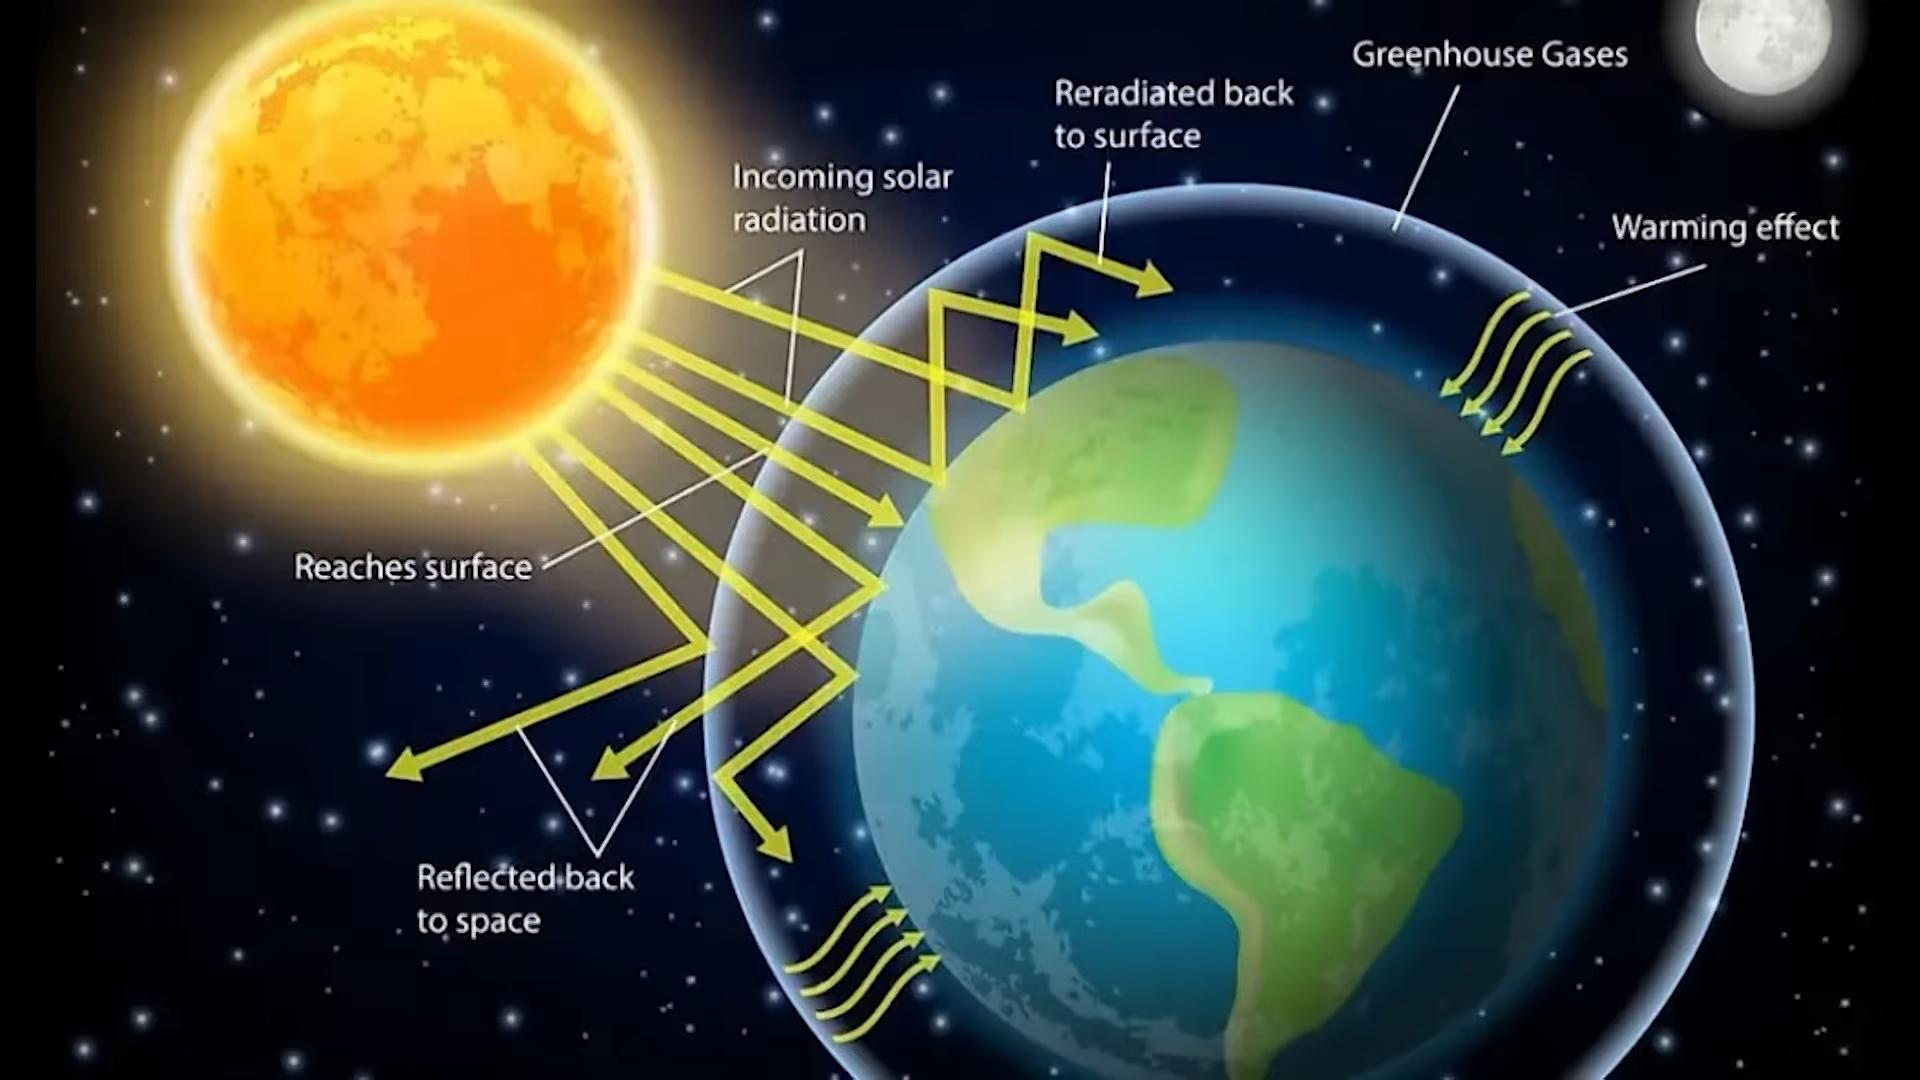 Greenhouse Gases
Reradiated back
to surface
Incoming solar
radiation
Warming effect
Reaches surface
Reflected back
to space